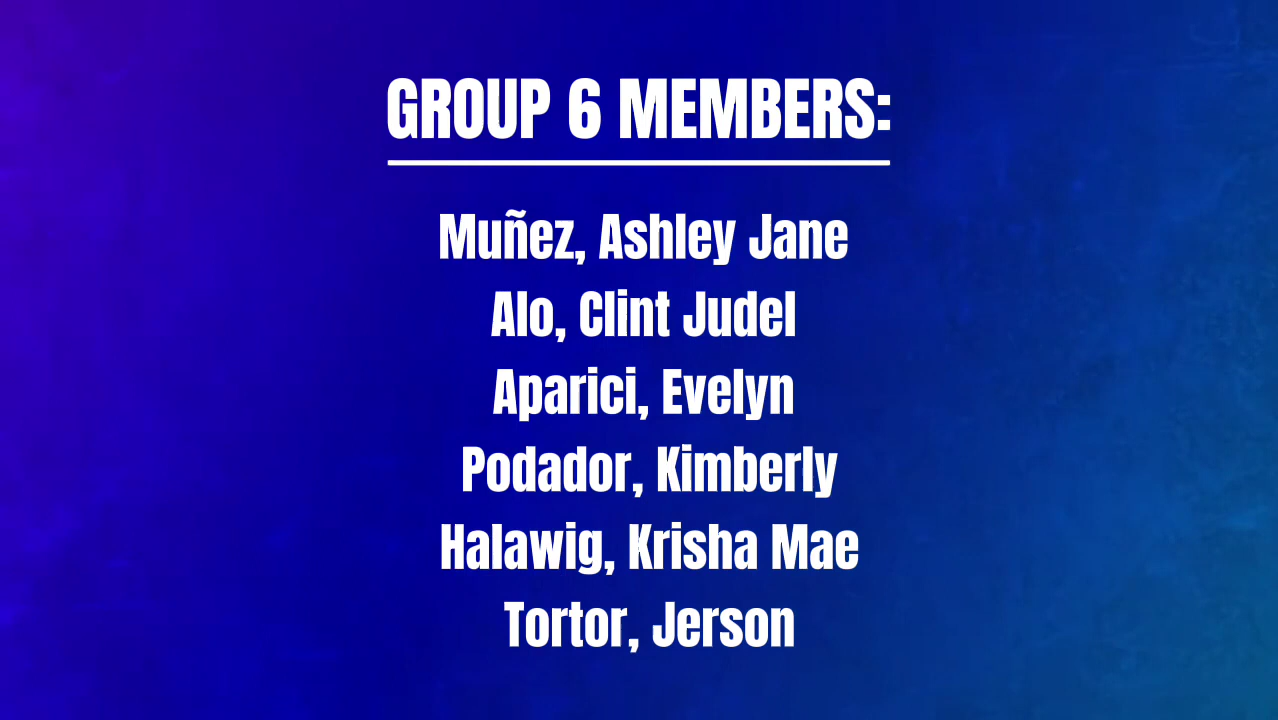 GROUP 6 MEMBERS:
Muñez, Ashley Jane
Alo, Clint Judel
Aparici, Evelyn
Podador, Kimberly
Halawig, Krisha Mae
Tortor, Jerson